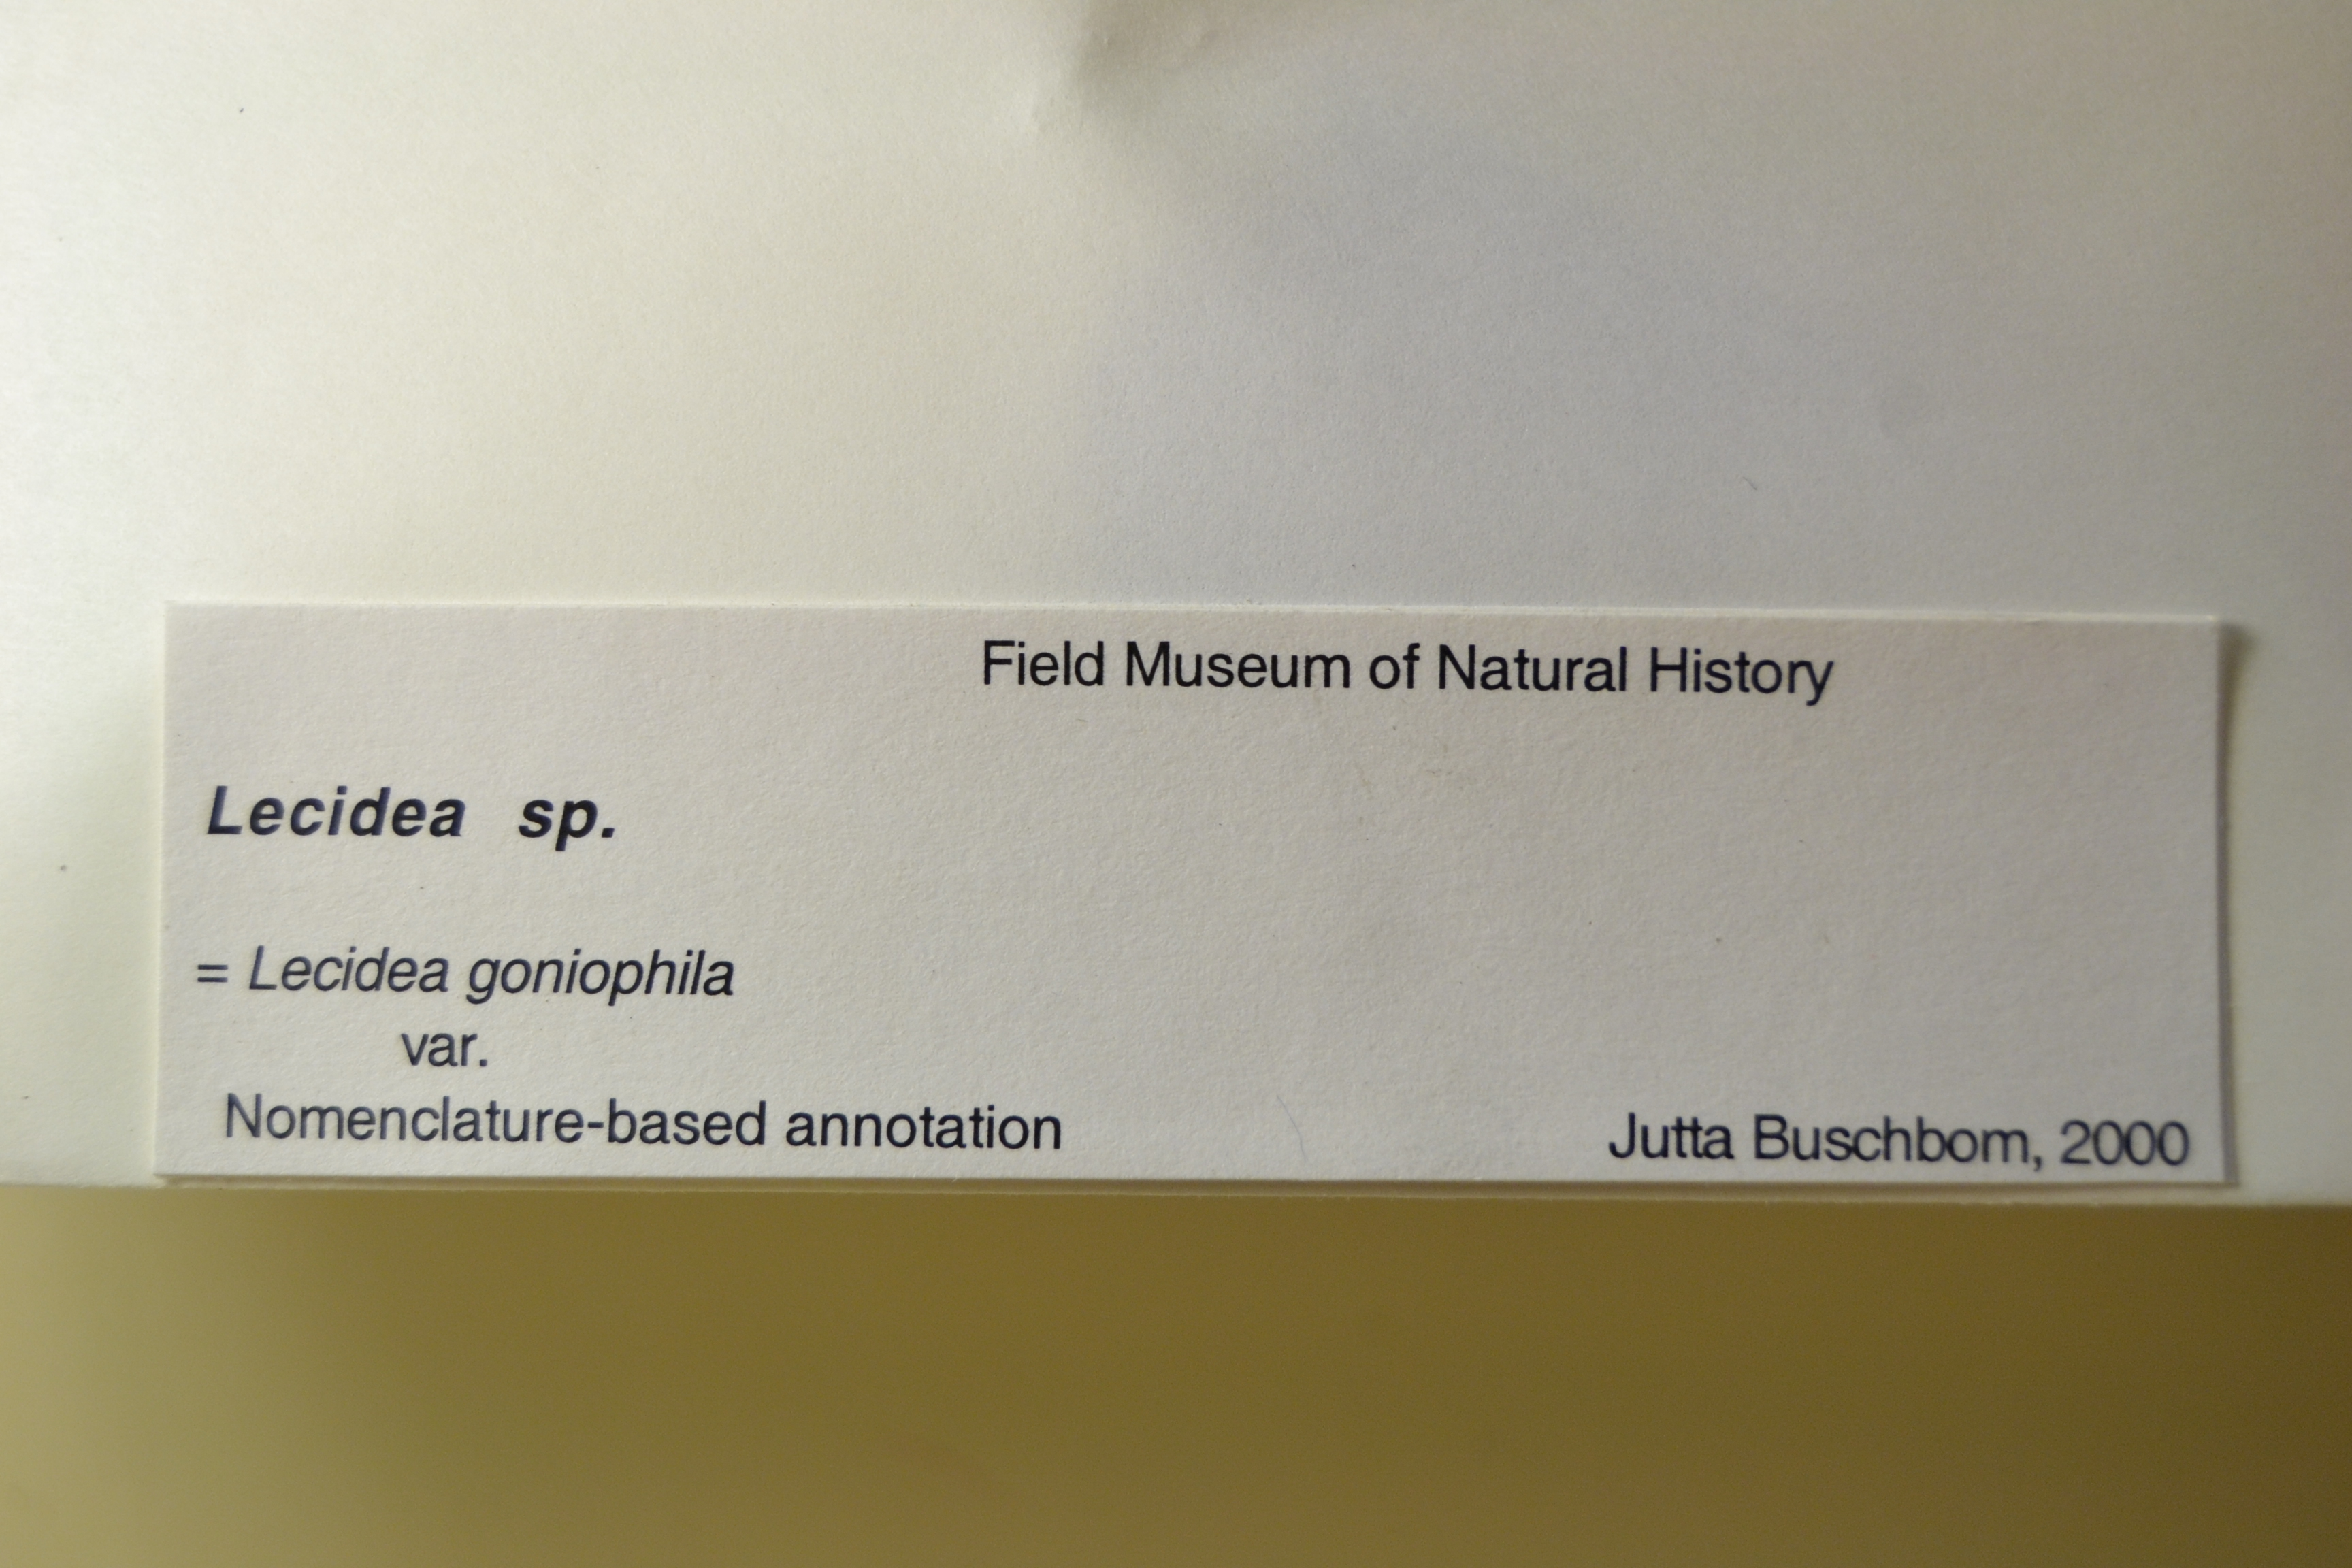 Field Museum of Natural History
Lecidea sp.
= Lecidea goniophila
var.
Nomenclature-based annotation
Jutta Buschbom, 2000